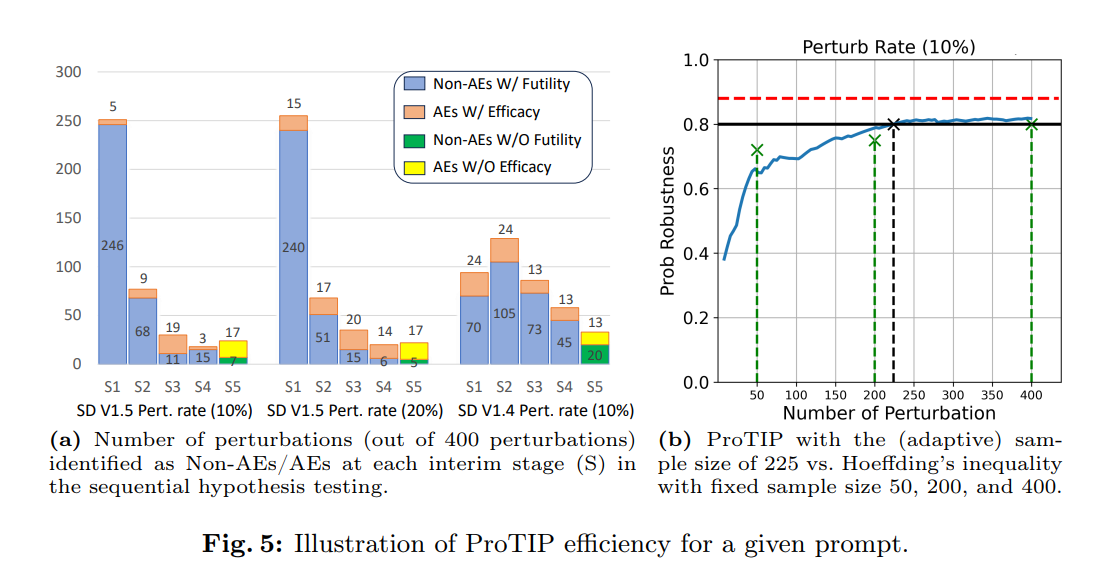 300
250
200
150
100
50
0
Non-AEs W/ Futility
AEs W/ Efficacy
Non-AEs W/O Futility
AEs W/O Efficacy
5
246
9
68
19
11
3
15
17
7
15
240
17
51
20
15
14
6
17
5
24
70
24
105
13
73
13
45
13
20
S1 S2 S3 S4 S5 S1 S2 S3 S4 S5 S1 S2 S3 S4 S5
SD V1.5 Pert. rate (10%) SD V1.5 Pert. rate (20%) SD V1.4 Pert. rate (10%)
(a) Number of perturbations (out of 400 perturbations)
identified as Non-AEs/AEs at each interim stage (S) in
the sequential hypothesis testing.
Perturb Rate (10%)
Prob Robustness
1.0
0.8
0.6
0.4
0.2
0.0
50 100 150 200 250 300 350 400
Number of Perturbation
(b) ProTIP with the (adaptive) sam-
ple size of 225 vs. Hoeffding's inequality
with fixed sample size 50, 200, and 400.
Fig. 5: Illustration of ProTIP efficiency for a given prompt.